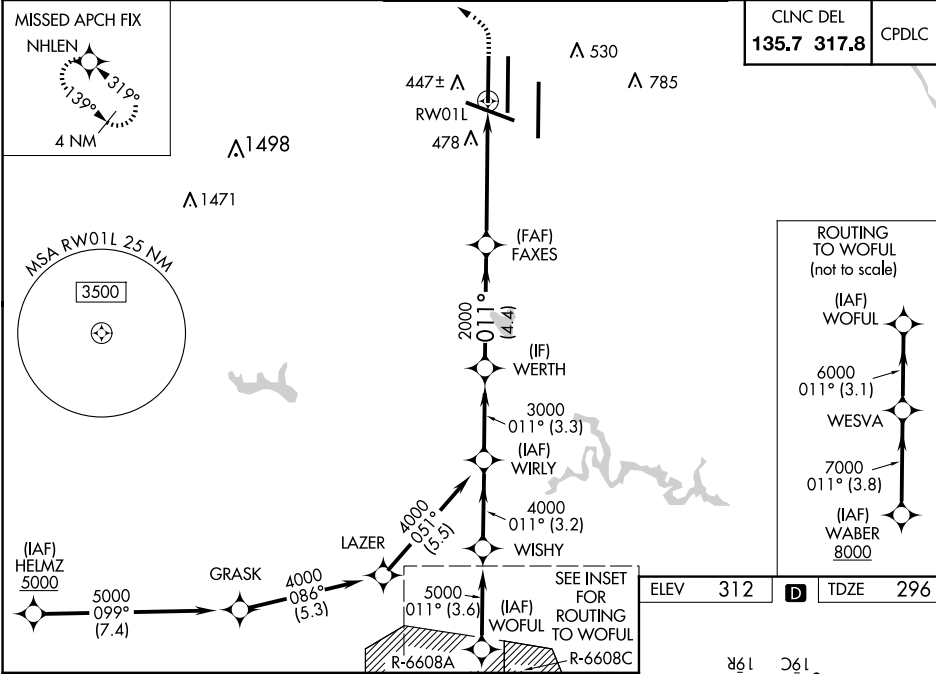 MISSED APCH FIX
NHLEN
319°
139°
4 NM
CLNC DEL
135.7 317.8
CPDLC
530
785
447±
RW01L
478
1498
1471
MSA RW01L 25 NM
3500
(FAF)
FAXES
2000
011°
(4.4)
(IF)
WERTH
3000
011° (3.3)
(IAF)
WIRLY
4000
011° (3.2)
WISHY
4000
051°
(5.5)
LAZER
GRASK
4000
086°
(5.3)
(IAF)
HELMZ
5000
5000
099°
(7.4)
5000
011° (3.6)
(IAF)
WOFUL
SEE INSET
FOR
ROUTING
TO WOFUL
R-6608A
R-6608C
ROUTING
TO WOFUL
(not to scale)
(IAF)
WOFUL
6000
011° (3.1)
WESVA
7000
011° (3.8)
(IAF)
WABER
8000
ELEV 312
D
TDZE 296
19R 19C